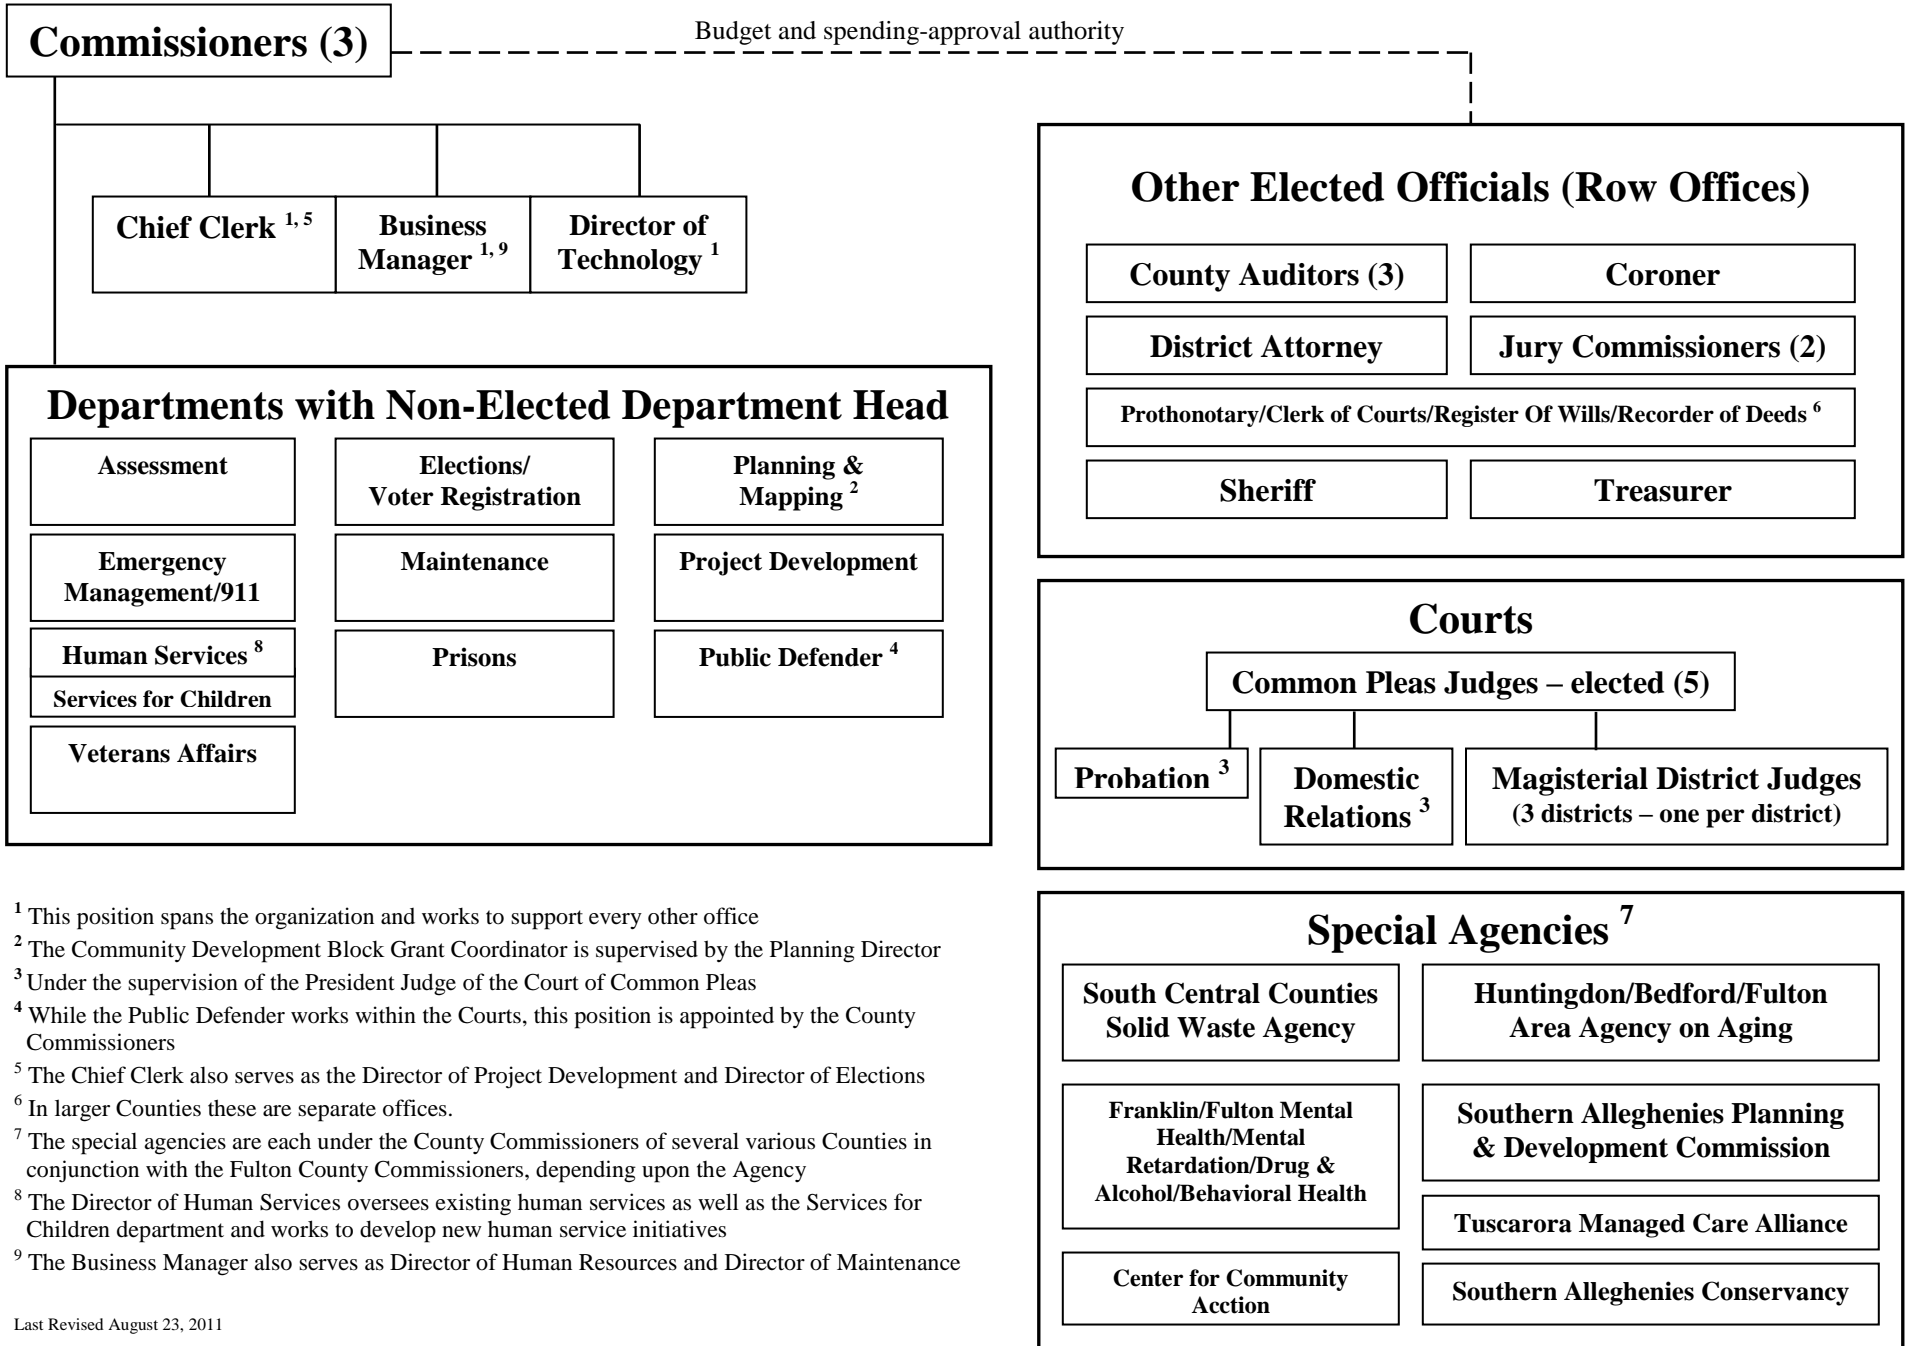 Commissioners (3)
Budget and spending-approval authority
Chief Clerk 1, 5
Business
Manager 1, 9
Director of
Technology 1
Departments with Non-Elected Department Head
Assessment
Elections/
Voter Registration
Planning &
Mapping 2
Emergency
Management/911
Maintenance
Project Development
Human Services 8
Services for Children
Prisons
Public Defender 4
Veterans Affairs
Other Elected Officials (Row Offices)
County Auditors (3)
Coroner
District Attorney
Jury Commissioners (2)
Prothonotary/Clerk of Courts/Register Of Wills/Recorder of Deeds 6
Sheriff
Treasurer
Courts
Common Pleas Judges – elected (5)
Probation 3
Domestic
Relations 3
Magisterial District Judges
(3 districts – one per district)
Special Agencies 7
South Central Counties
Solid Waste Agency
Huntingdon/Bedford/Fulton
Area Agency on Aging
Franklin/Fulton Mental
Health/Mental
Retardation/Drug &
Alcohol/Behavioral Health
Southern Alleghenies Planning
& Development Commission
Tuscarora Managed Care Alliance
Center for Community
Acction
Southern Alleghenies Conservancy
1 This position spans the organization and works to support every other office
2 The Community Development Block Grant Coordinator is supervised by the Planning Director
3 Under the supervision of the President Judge of the Court of Common Pleas
4 While the Public Defender works within the Courts, this position is appointed by the County
Commissioners
5 The Chief Clerk also serves as the Director of Project Development and Director of Elections
6 In larger Counties these are separate offices.
7 The special agencies are each under the County Commissioners of several various Counties in
conjunction with the Fulton County Commissioners, depending upon the Agency
8 The Director of Human Services oversees existing human services as well as the Services for
Children department and works to develop new human service initiatives
9 The Business Manager also serves as Director of Human Resources and Director of Maintenance
Last Revised August 23, 2011